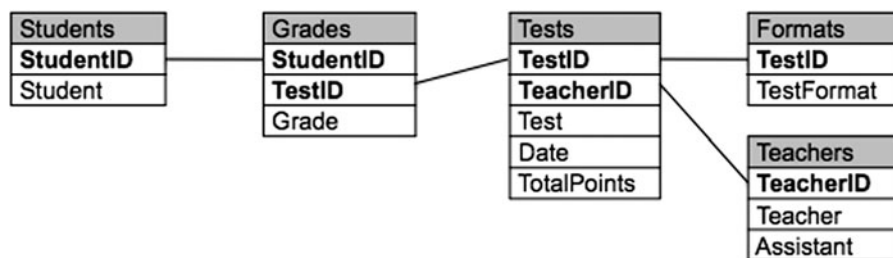 Students
StudentID
Student
Grades
StudentID
TestID
Grade
Tests
TestID
TeacherID
Test
Date
TotalPoints
Formats
TestID
TestFormat
Teachers
TeacherID
Teacher
Assistant